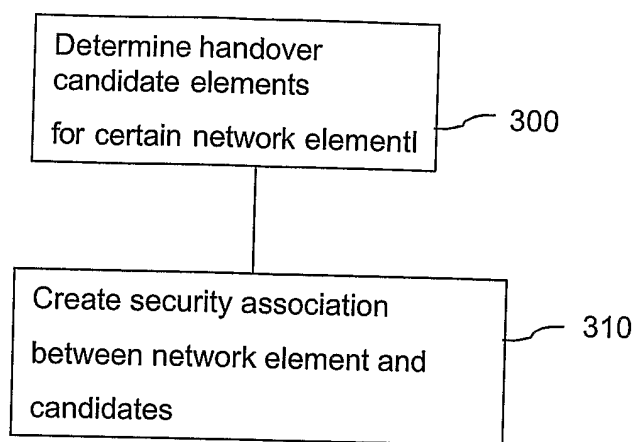 Determine handover
candidate elements
for certain network elementl
300
Create security association
between network element and
candidates
310